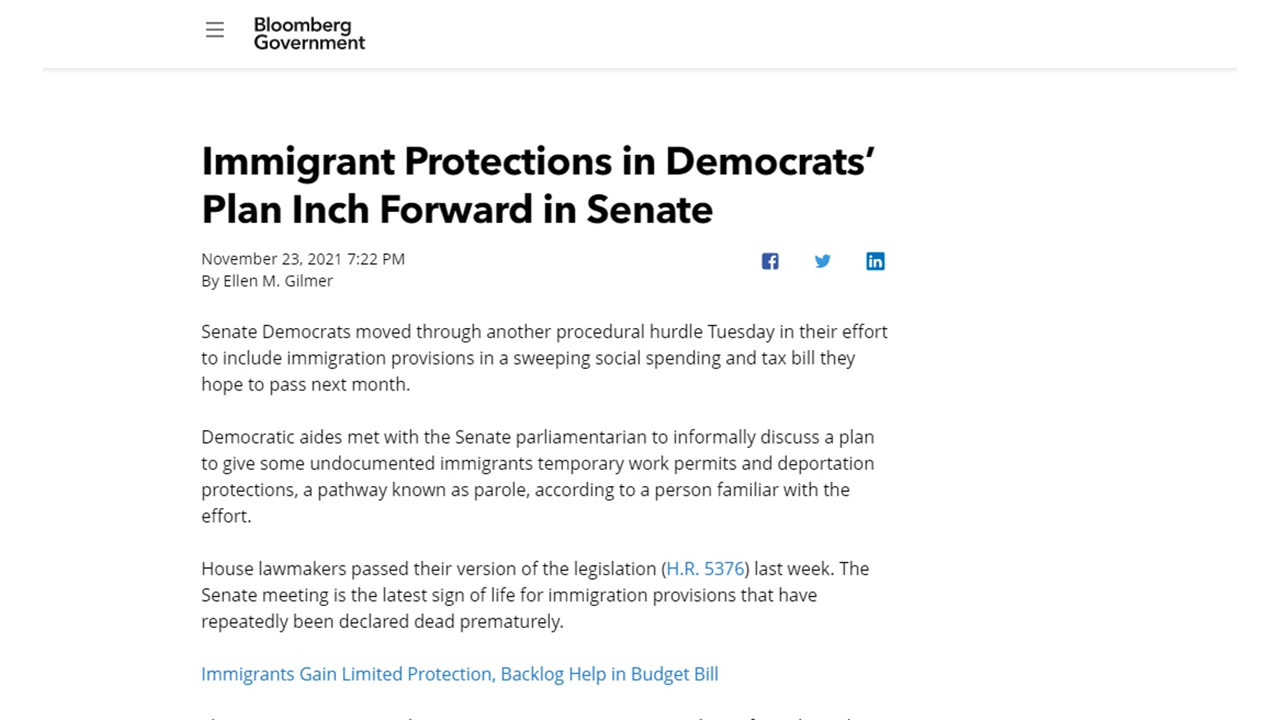 Bloomberg
Government
Immigrant Protections in Democrats’
Plan Inch Forward in Senate
November 23, 2021 7:22 PM
By Ellen M. Gilmer
Senate Democrats moved through another procedural hurdle Tuesday in their effort
to include immigration provisions in a sweeping social spending and tax bill they
hope to pass next month.
Democratic aides met with the Senate parliamentarian to informally discuss a plan
to give some undocumented immigrants temporary work permits and deportation
protections, a pathway known as parole, according to a person familiar with the
effort.
House lawmakers passed their version of the legislation (H.R. 5376) last week. The
Senate meeting is the latest sign of life for immigration provisions that have
repeatedly been declared dead prematurely.
Immigrants Gain Limited Protection, Backlog Help in Budget Bill